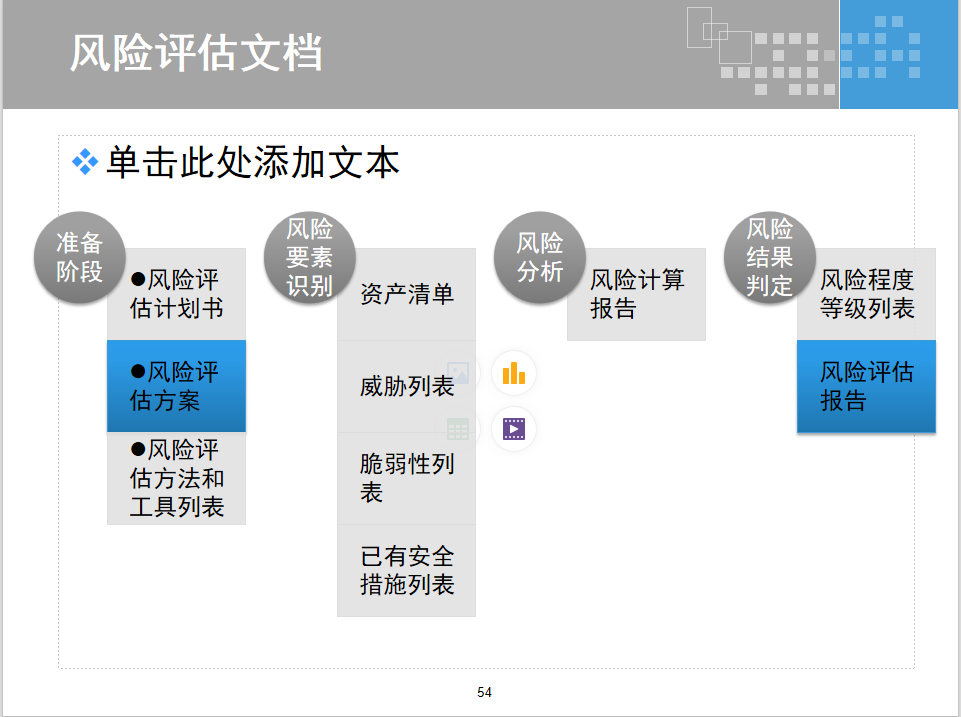 风险评估文档
❖单击此处添加文本
准备
阶段
●风险评
估计划书
●风险评
估方案
●风险评
估方法和
工具列表
风险
要素
识别
资产清单
威胁列表
脆弱性列
表
已有安全
措施列表
风险
分析
风险计算
报告
风险
结果
判定
风险程度
等级列表
风险评估
报告
54